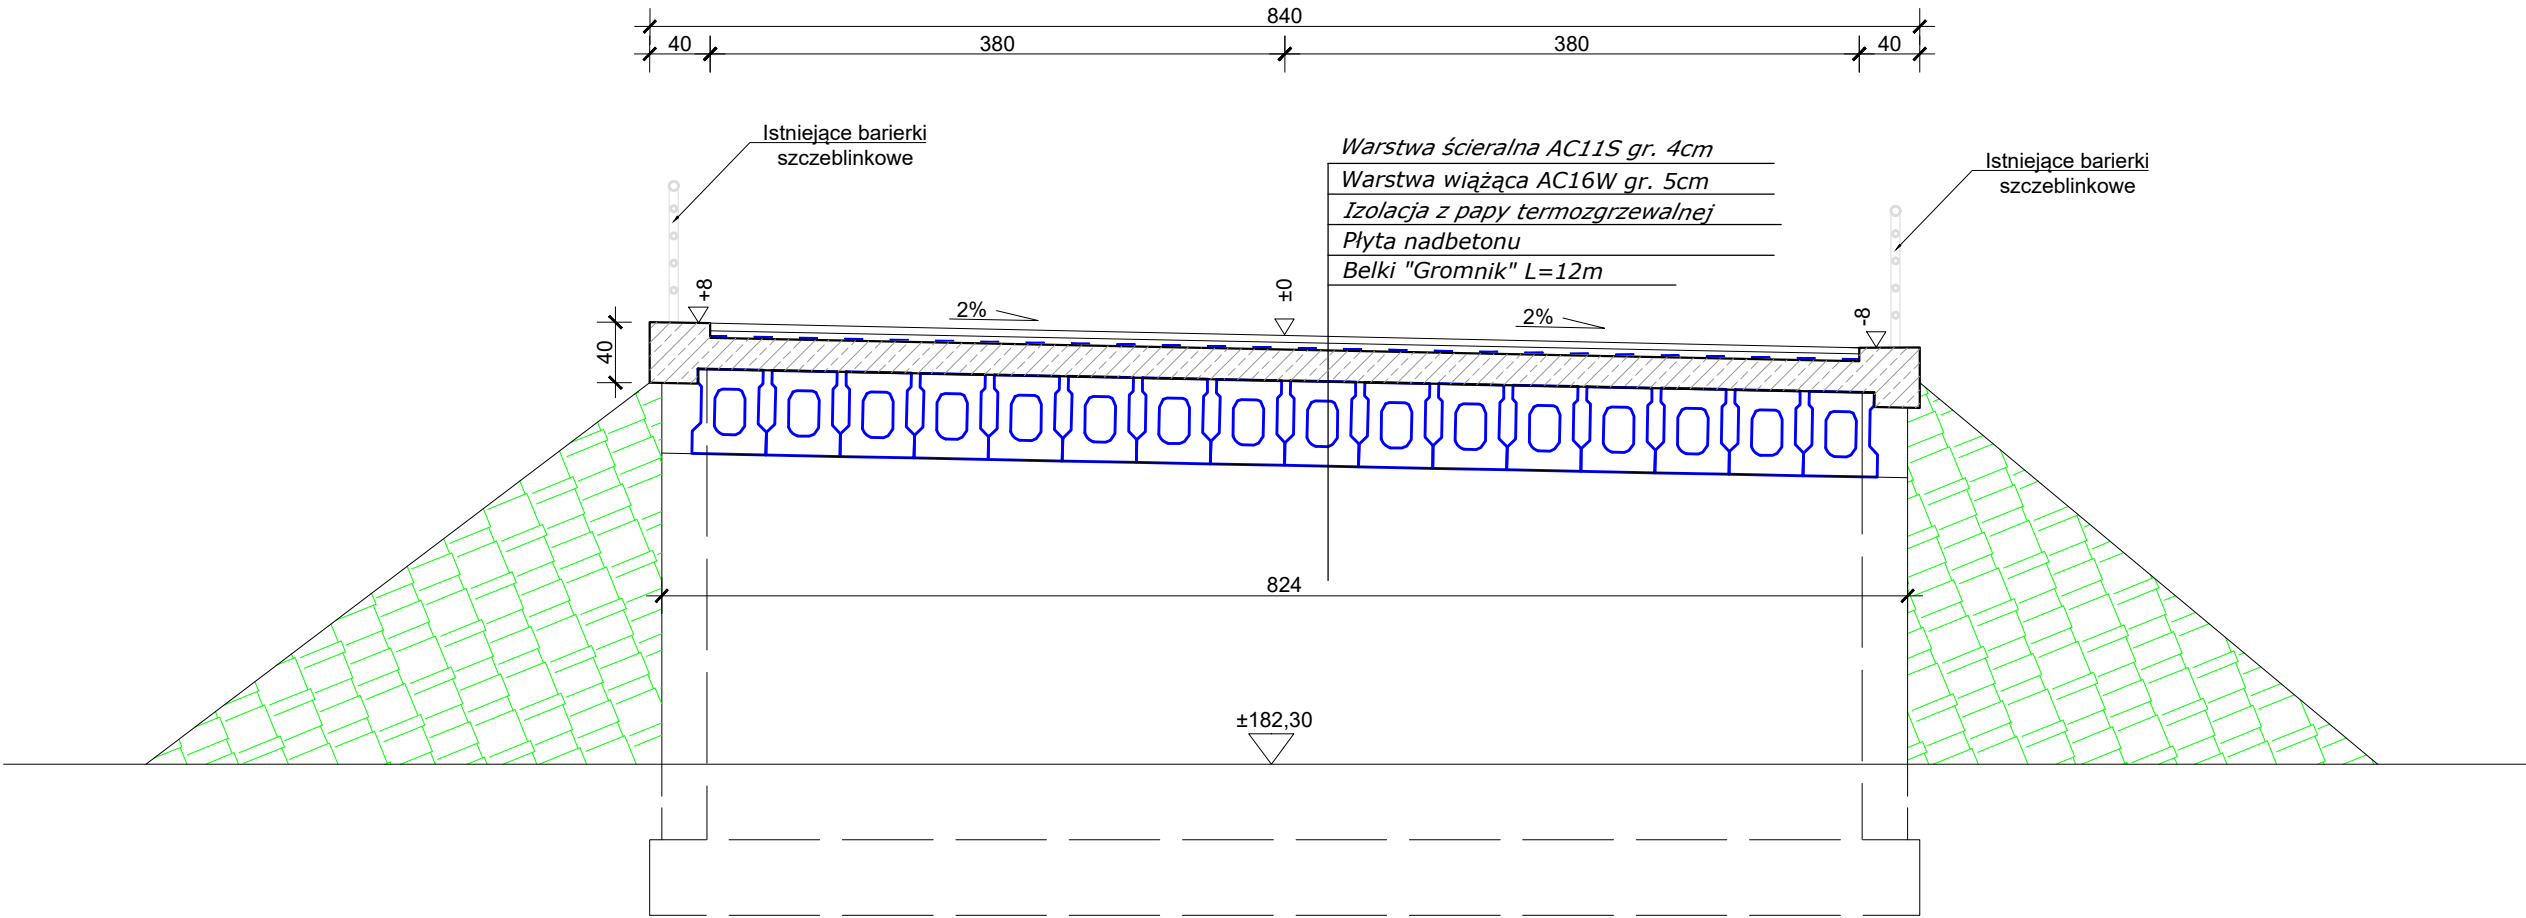 840
40
380
380
40
Istniejące barierki
szczeblinkowe
Warstwa ścieralna AC11S gr. 4cm
Warstwa wiążąca AC16W gr. 5cm
Izolacja z papy termozgrzewalnej
Płyta nadbetonu
Belki "Gromnik" L=12m
Istniejące barierki
szczeblinkowe
+8
±0
-8
2%
2%
40
824
±182,30